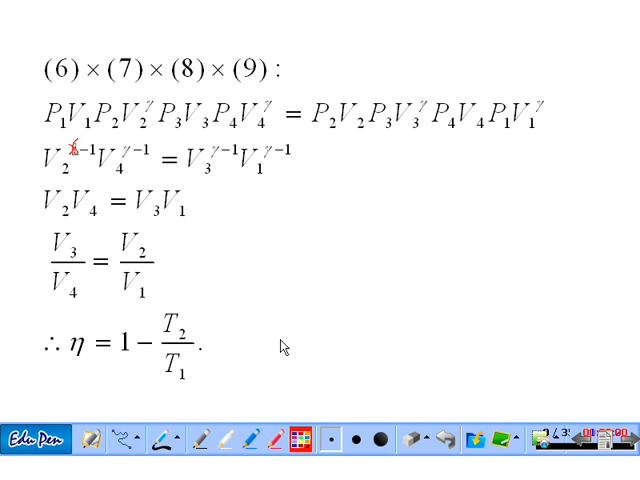 (6) × (7) × (8) × (9) :
P₁V₁P₂V₂^γ P₃V₃P₄V₄^γ = P₂V₂P₃V₃^γ P₄V₄P₁V₁^γ
V₂^γ−1 V₄^γ−1 = V₃^γ−1 V₁^γ−1
V₂V₄ = V₃V₁
V₃/V₄ = V₂/V₁
∴ η = 1 − T₂/T₁.
Edu Pen